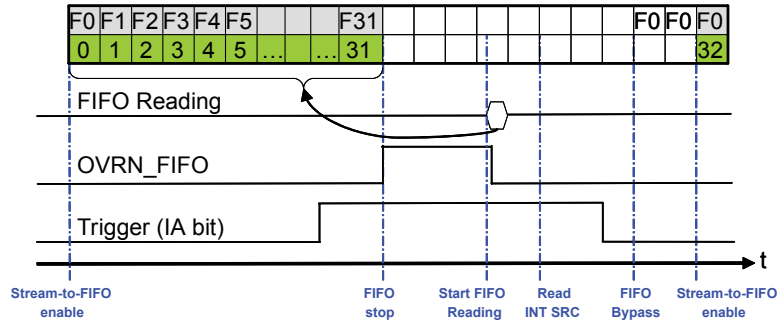 F0 F1 F2 F3 F4 F5 F31 F0 F0 F0
0 1 2 3 4 5 ... ... 31 32
FIFO Reading
OVRN_FIFO
Trigger (IA bit)
t
Stream-to-FIFO
enable
FIFO
stop
Start FIFO
Reading
Read
INT SRC
FIFO
Bypass
Stream-to-FIFO
enable